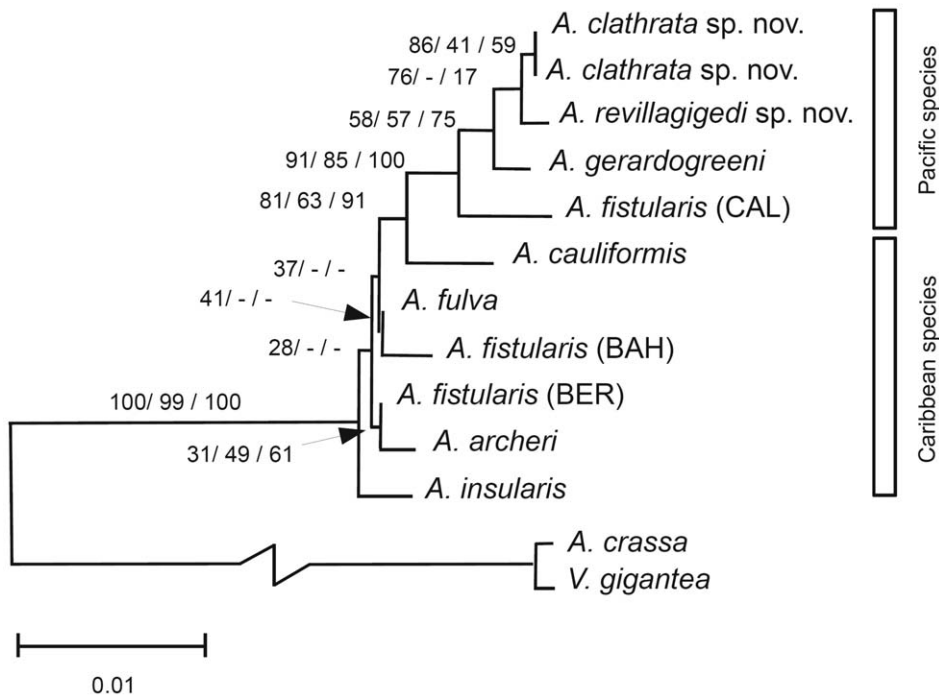 A. clathrata sp. nov.
86/ 41 / 59
A. clathrata sp. nov.
76/ - / 17
A. revillagigedi sp. nov.
58/ 57 / 75
A. gerardogreeni
91/ 85 / 100
A. fistularis (CAL)
81/ 63 / 91
A. cauliformis
37/ - / -
41/ - / -
A. fulva
28/ - / -
A. fistularis (BAH)
A. fistularis (BER)
100/ 99 / 100
A. archeri
31/ 49 / 61
A. insularis
A. crassa
V. gigantea
0.01
Pacific species
Caribbean species